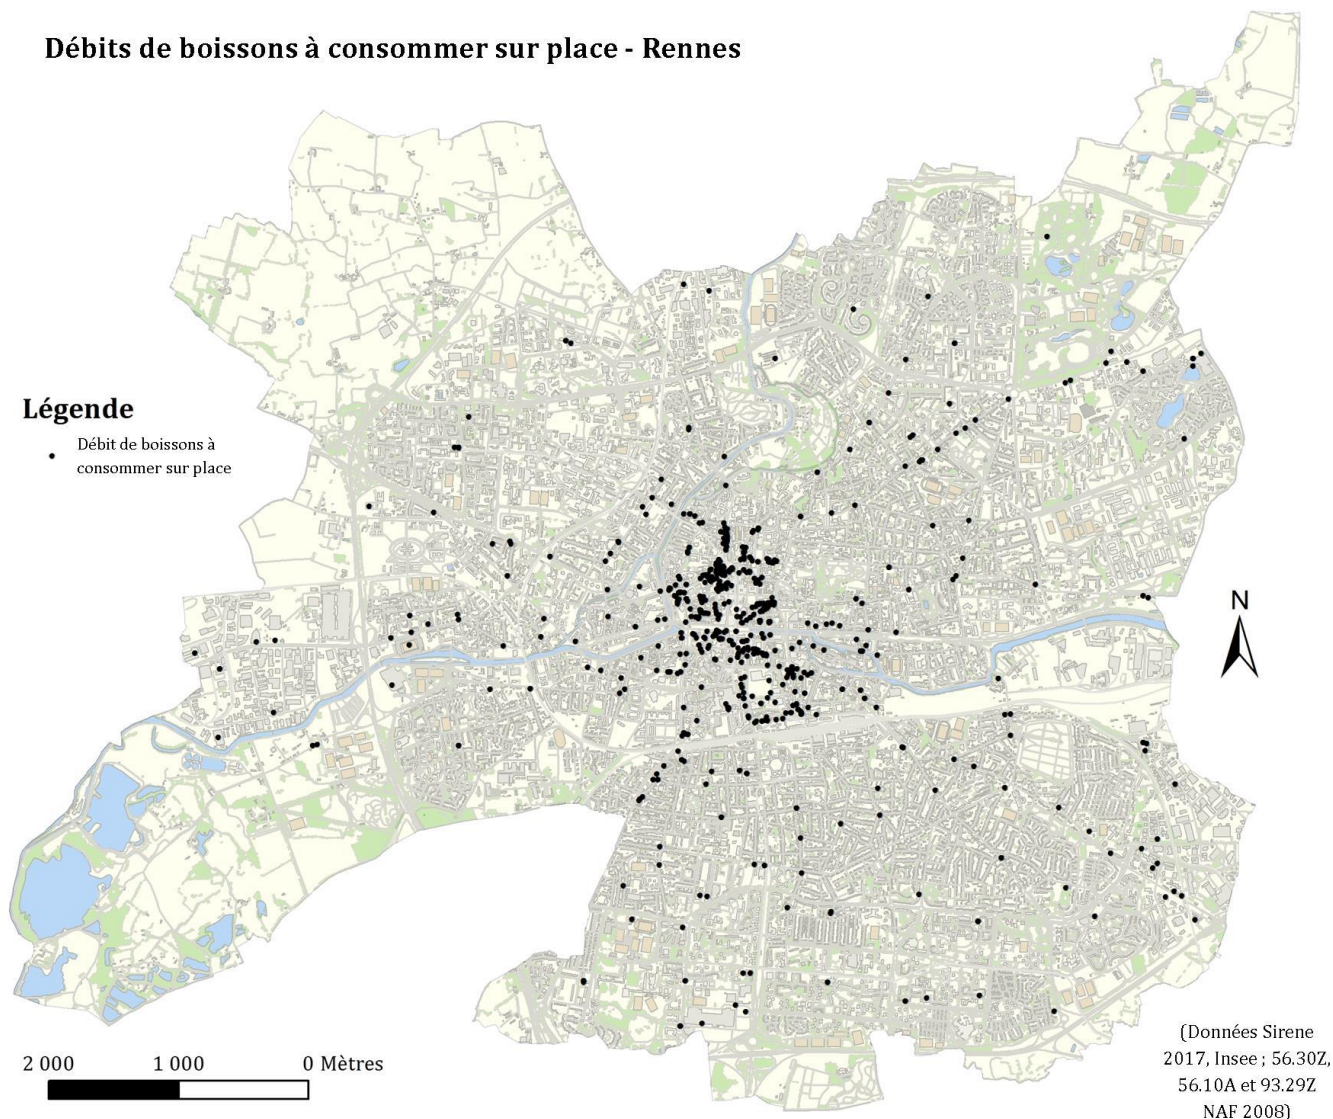 Débits de boissons à consommer sur place - Rennes
Légende
Débit de boissons à
consommer sur place
N
2 000 1 000 0 Mètres
(Données Sirene
2017, Insee ; 56.30Z,
56.10A et 93.29Z
NAF 2008)